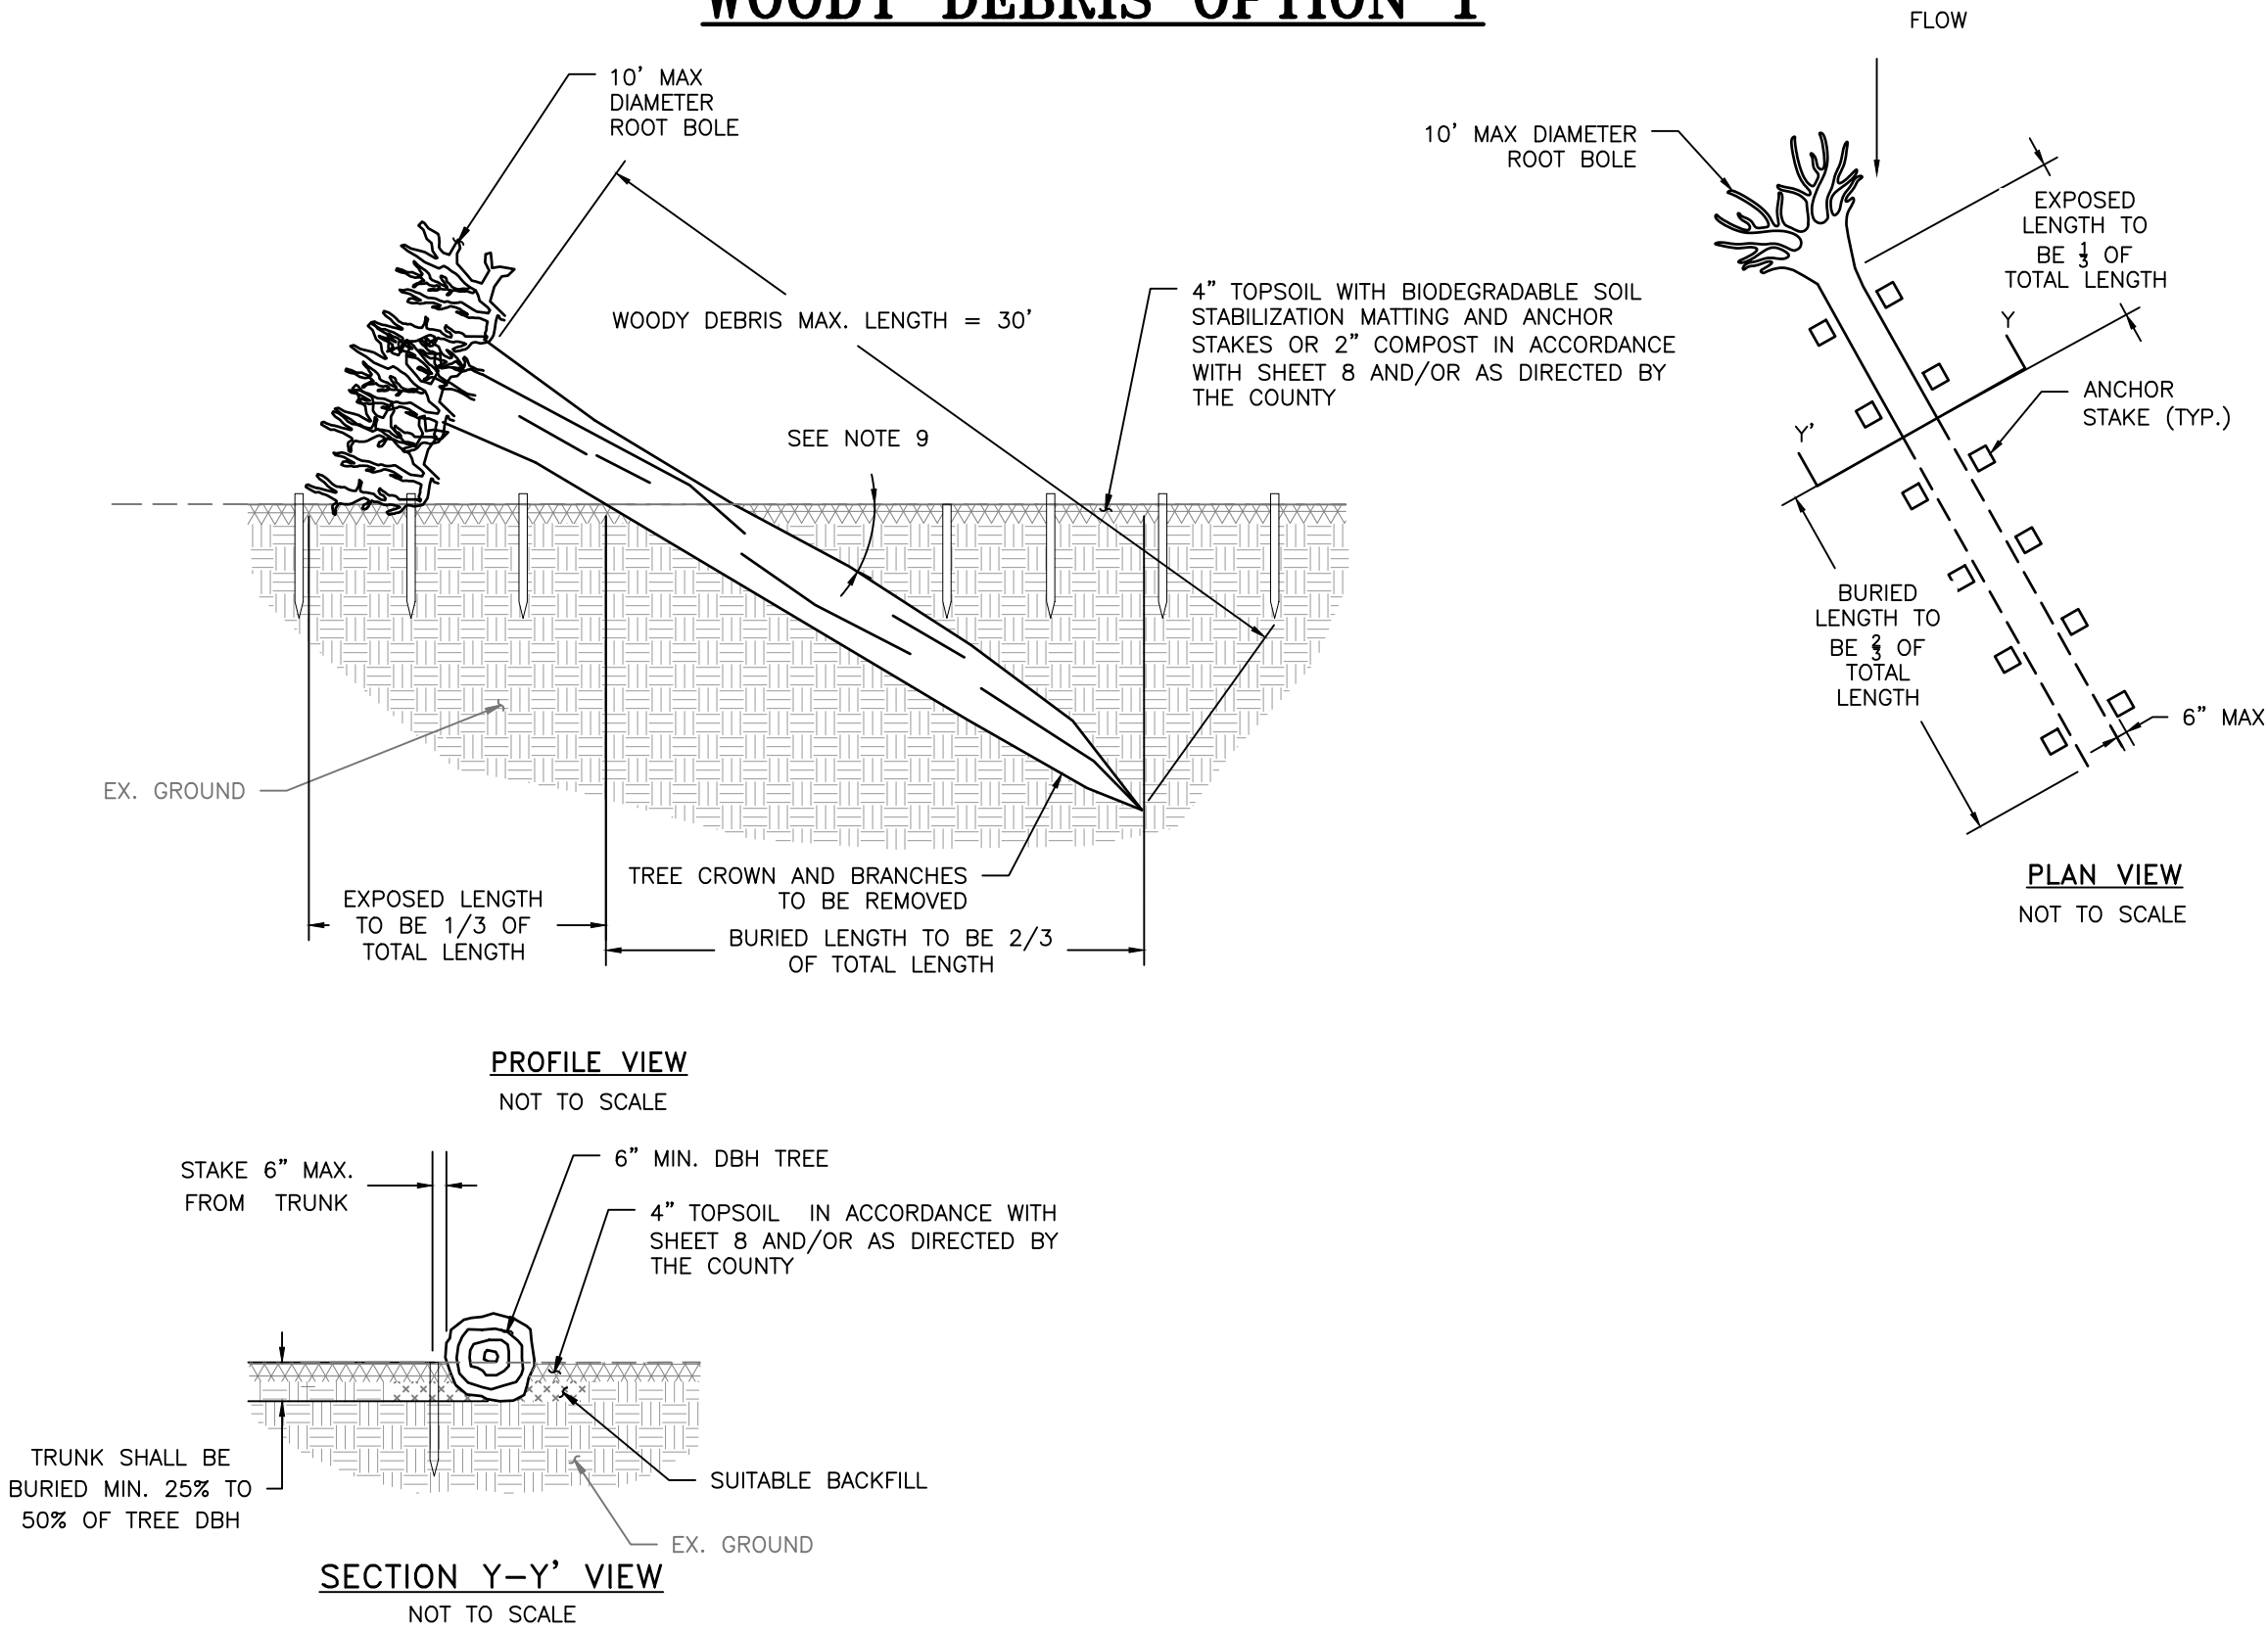 WOODY DEBRIS OPTION 1
10' MAX
DIAMETER
ROOT BOLE
WOODY DEBRIS MAX. LENGTH = 30'
SEE NOTE 9
4" TOPSOIL WITH BIODEGRADABLE SOIL
STABILIZATION MATTING AND ANCHOR
STAKES OR 2" COMPOST IN ACCORDANCE
WITH SHEET 8 AND/OR AS DIRECTED BY
THE COUNTY
EX. GROUND
TREE CROWN AND BRANCHES
TO BE REMOVED
EXPOSED LENGTH
TO BE 1/3 OF
TOTAL LENGTH
BURIED LENGTH TO BE 2/3
OF TOTAL LENGTH
PROFILE VIEW
NOT TO SCALE
FLOW
10' MAX DIAMETER
ROOT BOLE
EXPOSED
LENGTH TO
BE 1/3 OF
TOTAL LENGTH
Y
Y'
ANCHOR
STAKE (TYP.)
BURIED
LENGTH TO
BE 2/3 OF
TOTAL
LENGTH
6" MAX
PLAN VIEW
NOT TO SCALE
STAKE 6" MAX.
FROM TRUNK
6" MIN. DBH TREE
4" TOPSOIL IN ACCORDANCE WITH
SHEET 8 AND/OR AS DIRECTED BY
THE COUNTY
TRUNK SHALL BE
BURIED MIN. 25% TO
50% OF TREE DBH
SUITABLE BACKFILL
EX. GROUND
SECTION Y-Y' VIEW
NOT TO SCALE